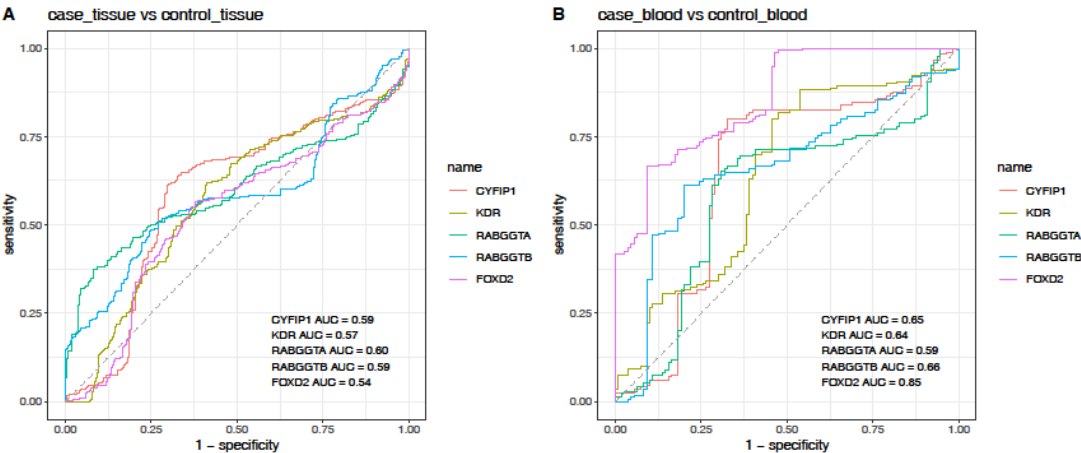 A case_tissue vs control_tissue
1.00
0.75
0.50
0.25
0.00
sensitivity
0.00 0.25 0.50 0.75 1.00
1 − specificity
CYFIP1 AUC = 0.59
KDR AUC = 0.57
RABGGTA AUC = 0.60
RABGGTB AUC = 0.59
FOXD2 AUC = 0.54
name
CYFIP1
KDR
RABGGTA
RABGGTB
FOXD2
B case_blood vs control_blood
1.00
0.75
0.50
0.25
0.00
sensitivity
0.00 0.25 0.50 0.75 1.00
1 − specificity
CYFIP1 AUC = 0.65
KDR AUC = 0.64
RABGGTA AUC = 0.59
RABGGTB AUC = 0.66
FOXD2 AUC = 0.85
name
CYFIP1
KDR
RABGGTA
RABGGTB
FOXD2